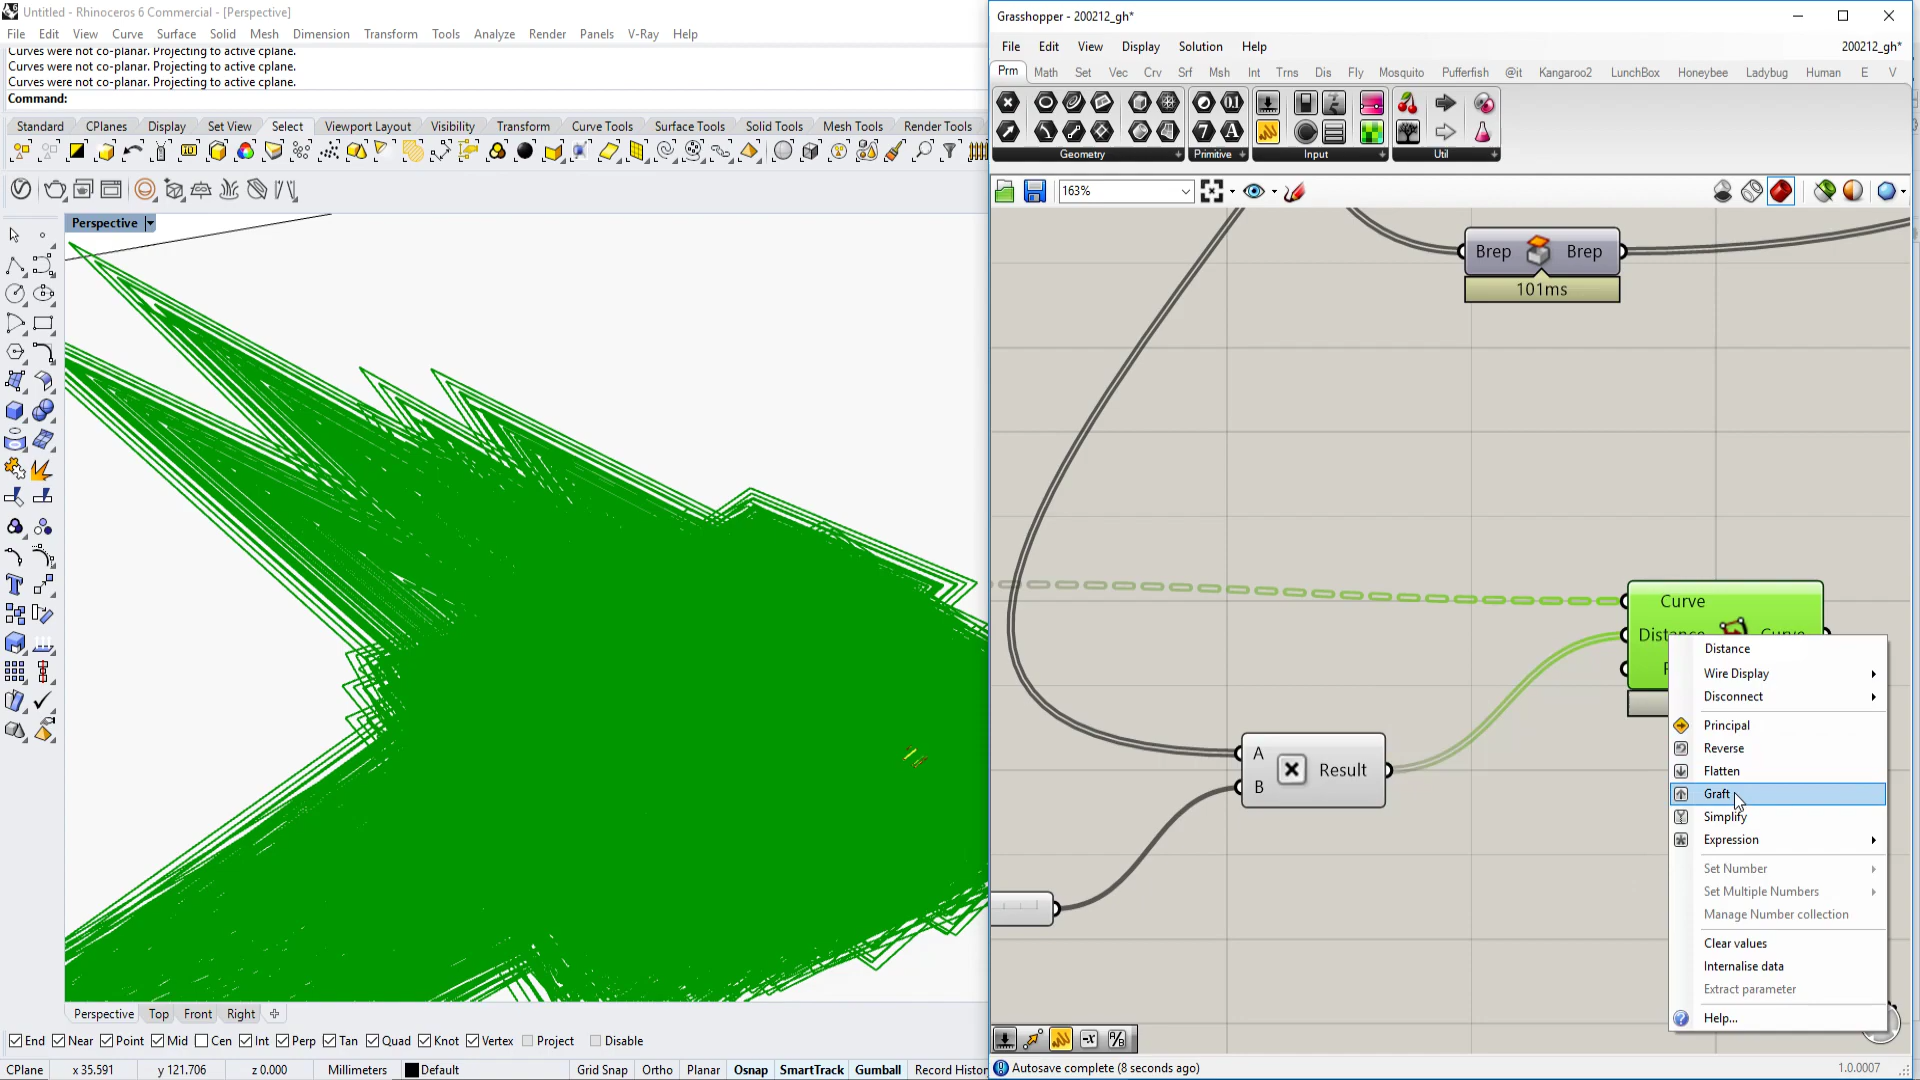 Untitled - Rhinoceros 6 Commercial - [Perspective]
File Edit View Curve Surface Solid Mesh Dimension Transform Tools Analyze Render Panels V-Ray Help
Curves were not co-planar. Projecting to active cplane.
Curves were not co-planar. Projecting to active cplane.
Curves were not co-planar. Projecting to active cplane.
Command:
Standard CPlanes Display Set View Select Viewport Layout Visibility Transform Curve Tools Surface Tools Solid Tools Mesh Tools Render Tools
Perspective
Perspective Top Front Right
End Near Point Mid Cen Int Perp Tan Quad Knot Vertex Project Disable
CPlane x 35.591 y 121.706 z 0.000 Millimeters Default Grid Snap Ortho Planar Osnap SmartTrack Gumball Record Histor
Grasshopper - 200212_gh*
File Edit View Display Solution Help 200212_gh*
Prm Math Set Vec Crv Srf Msh Int Trns Dis Fly Mosquito Pufferfish @it Kangaroo2 LunchBox Honeybee Ladybug Human E V
Geometry Primitive Input Util
163%
Brep Brep
101ms
Curve
Distance Curve
A
B
Result
Distance
Wire Display
Disconnect
Principal
Reverse
Flatten
Graft
Simplify
Expression
Set Number
Set Multiple Numbers
Manage Number collection
Clear values
Internalise data
Extract parameter
Help...
Autosave complete (8 seconds ago) 1.0.0007